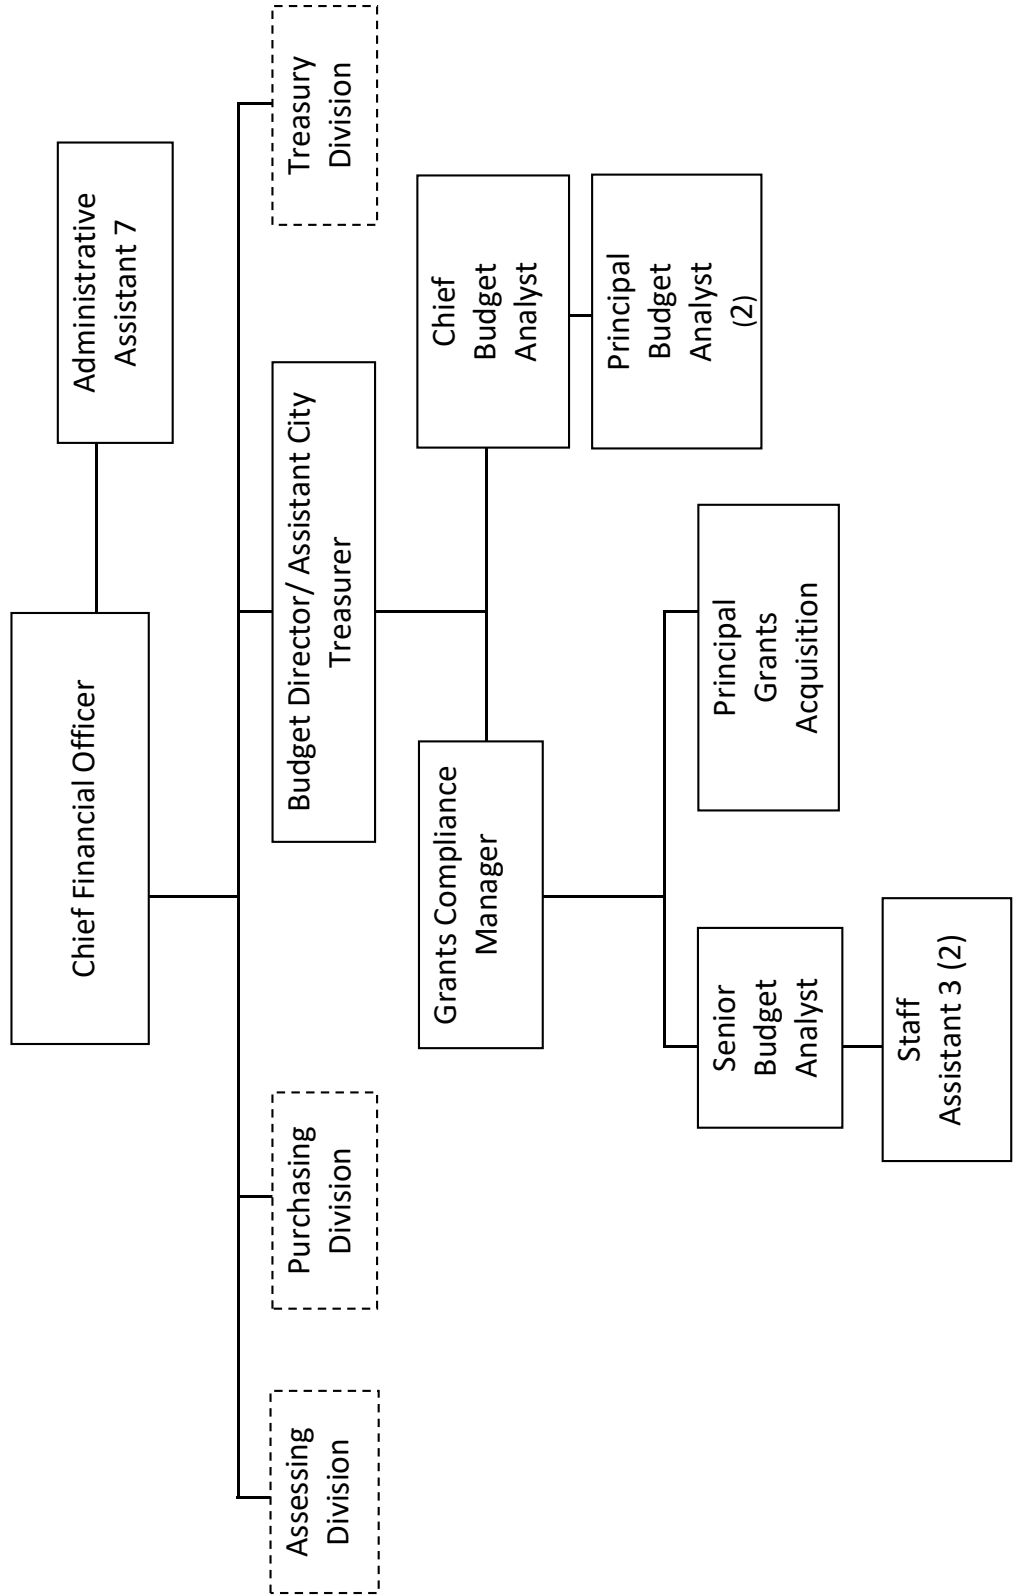 Chief Financial Officer
Administrative
Assistant 7
Assessing
Division
Purchasing
Division
Budget Director/ Assistant City
Treasurer
Treasury
Division
Grants Compliance
Manager
Chief
Budget
Analyst
Principal
Budget
Analyst
(2)
Senior
Budget
Analyst
Principal
Grants
Acquisition
Staff
Assistant 3 (2)